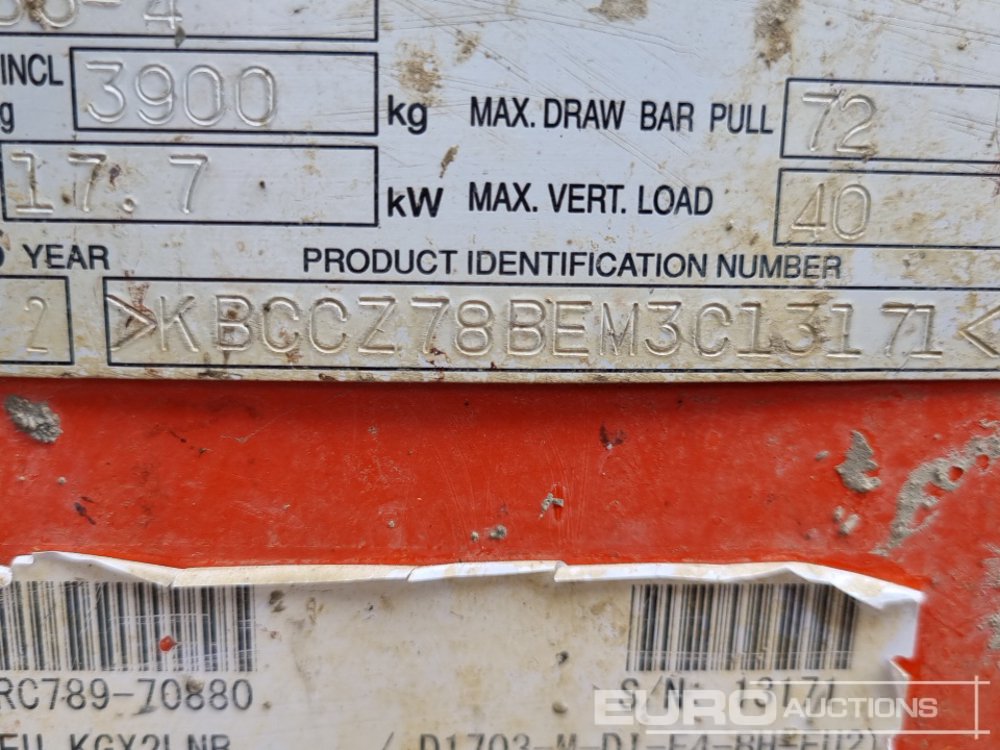 INCL 3900 kg MAX. DRAW BAR PULL 72
g
17.7 kW MAX. VERT. LOAD 40
YEAR PRODUCT IDENTIFICATION NUMBER
2 >KBCCZ78BEM3C13171<
RC789-70880 S/N: 13171
EURO AUCTIONS